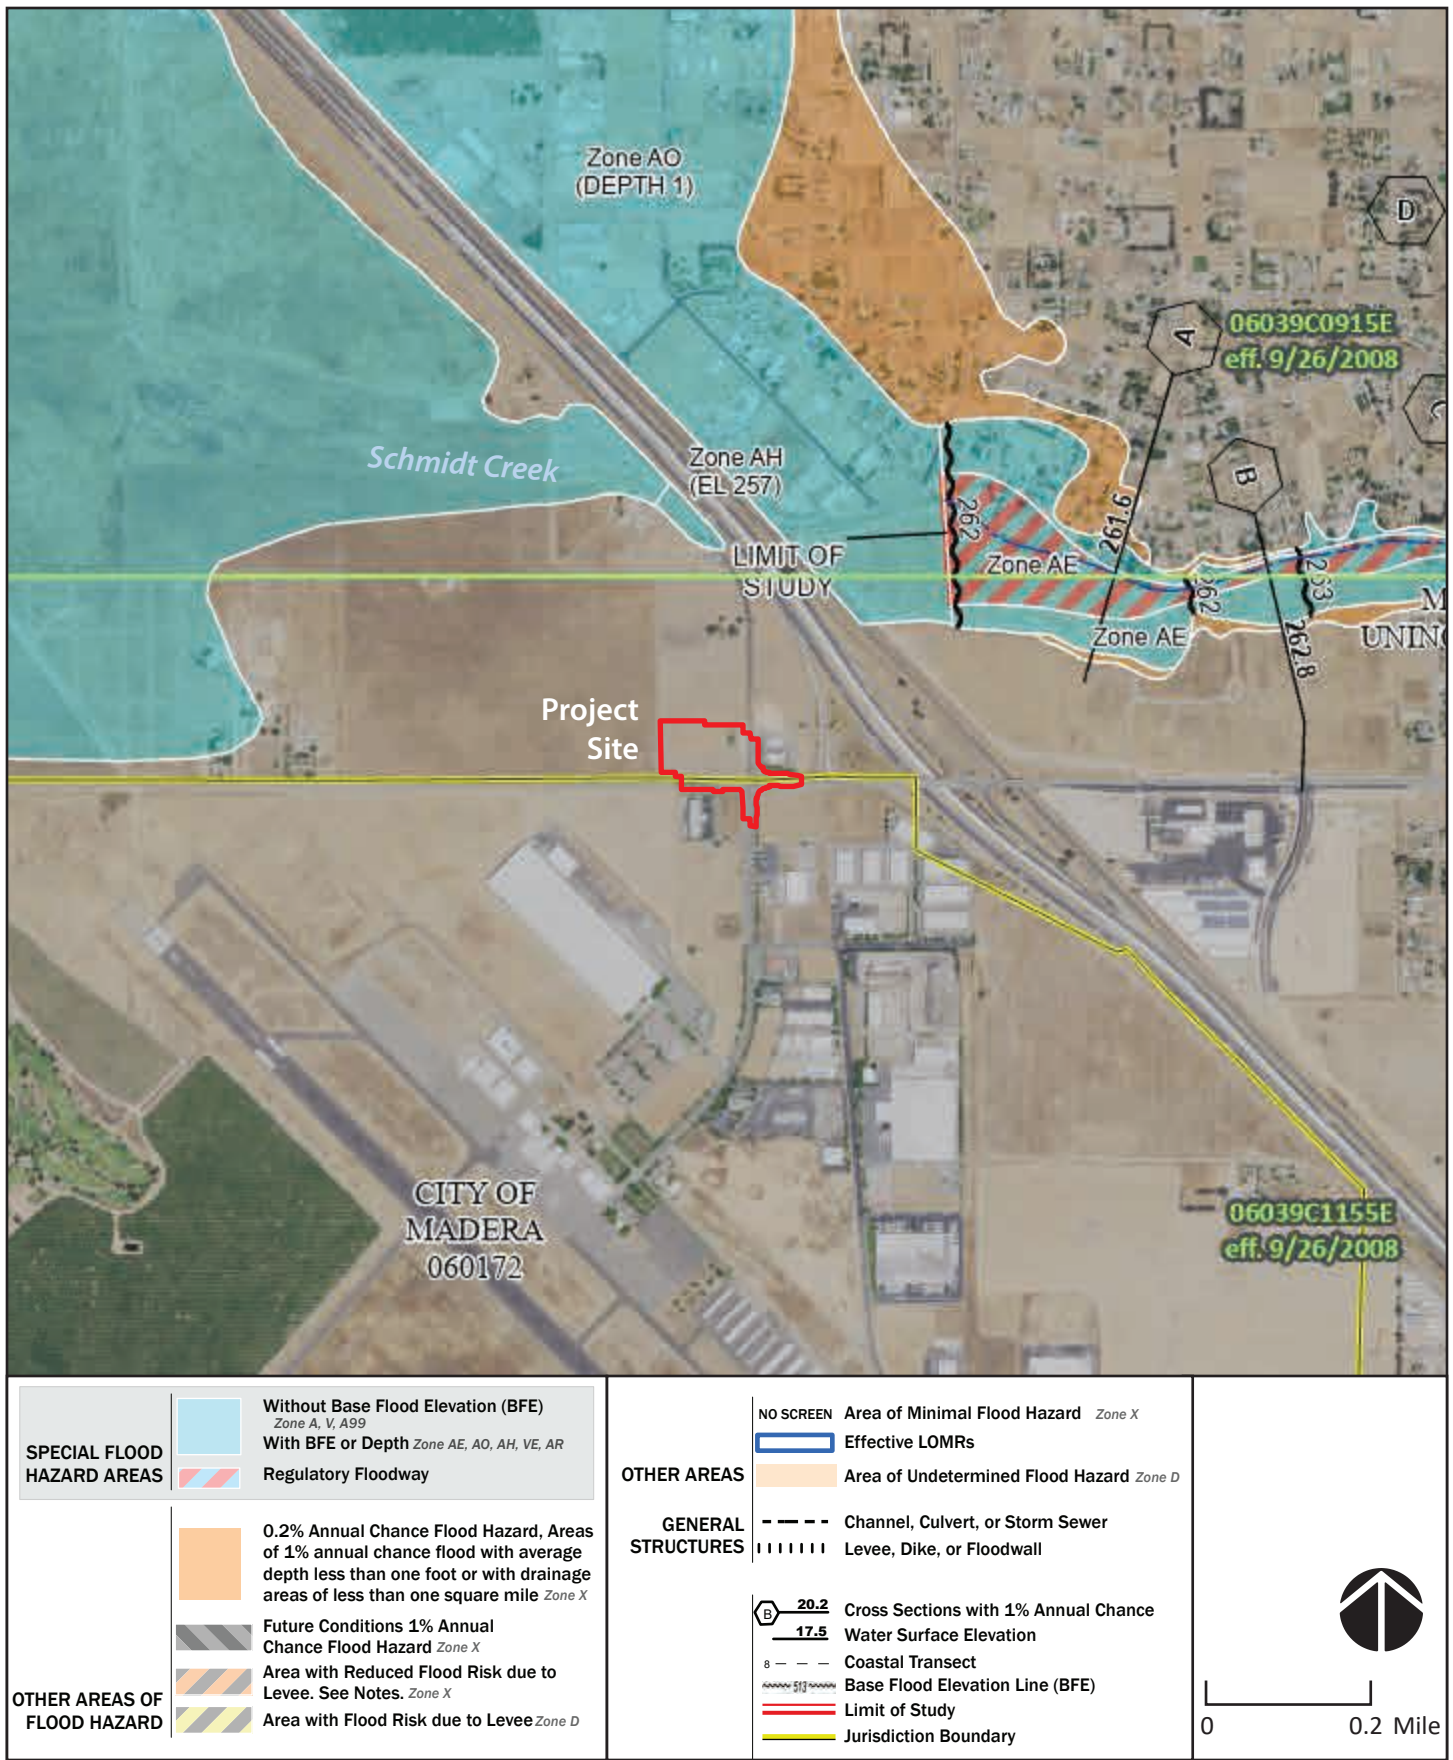 Zone AO
(DEPTH 1)
D
A
06039C0915E
eff. 9/26/2008
C
Schmidt Creek
Zone AH
(EL 257)
B
262
261.6
LIMIT OF
STUDY
Zone AE
262
263
M
UNING
Zone AE
262.8
Project
Site
CITY OF
MADERA
060172
06039C1155E
eff. 9/26/2008
SPECIAL FLOOD
HAZARD AREAS
Without Base Flood Elevation (BFE)
Zone A, V, A99
With BFE or Depth Zone AE, AO, AH, VE, AR
Regulatory Floodway
OTHER AREAS OF
FLOOD HAZARD
0.2% Annual Chance Flood Hazard, Areas
of 1% annual chance flood with average
depth less than one foot or with drainage
areas of less than one square mile Zone X
Future Conditions 1% Annual
Chance Flood Hazard Zone X
Area with Reduced Flood Risk due to
Levee. See Notes. Zone X
Area with Flood Risk due to Levee Zone D
OTHER AREAS
NO SCREEN Area of Minimal Flood Hazard Zone X
Effective LOMRs
Area of Undetermined Flood Hazard Zone D
GENERAL
STRUCTURES
Channel, Culvert, or Storm Sewer
Levee, Dike, or Floodwall
B 20.2 Cross Sections with 1% Annual Chance
17.5 Water Surface Elevation
8 Coastal Transect
513 Base Flood Elevation Line (BFE)
Limit of Study
Jurisdiction Boundary
0 0.2 Mile